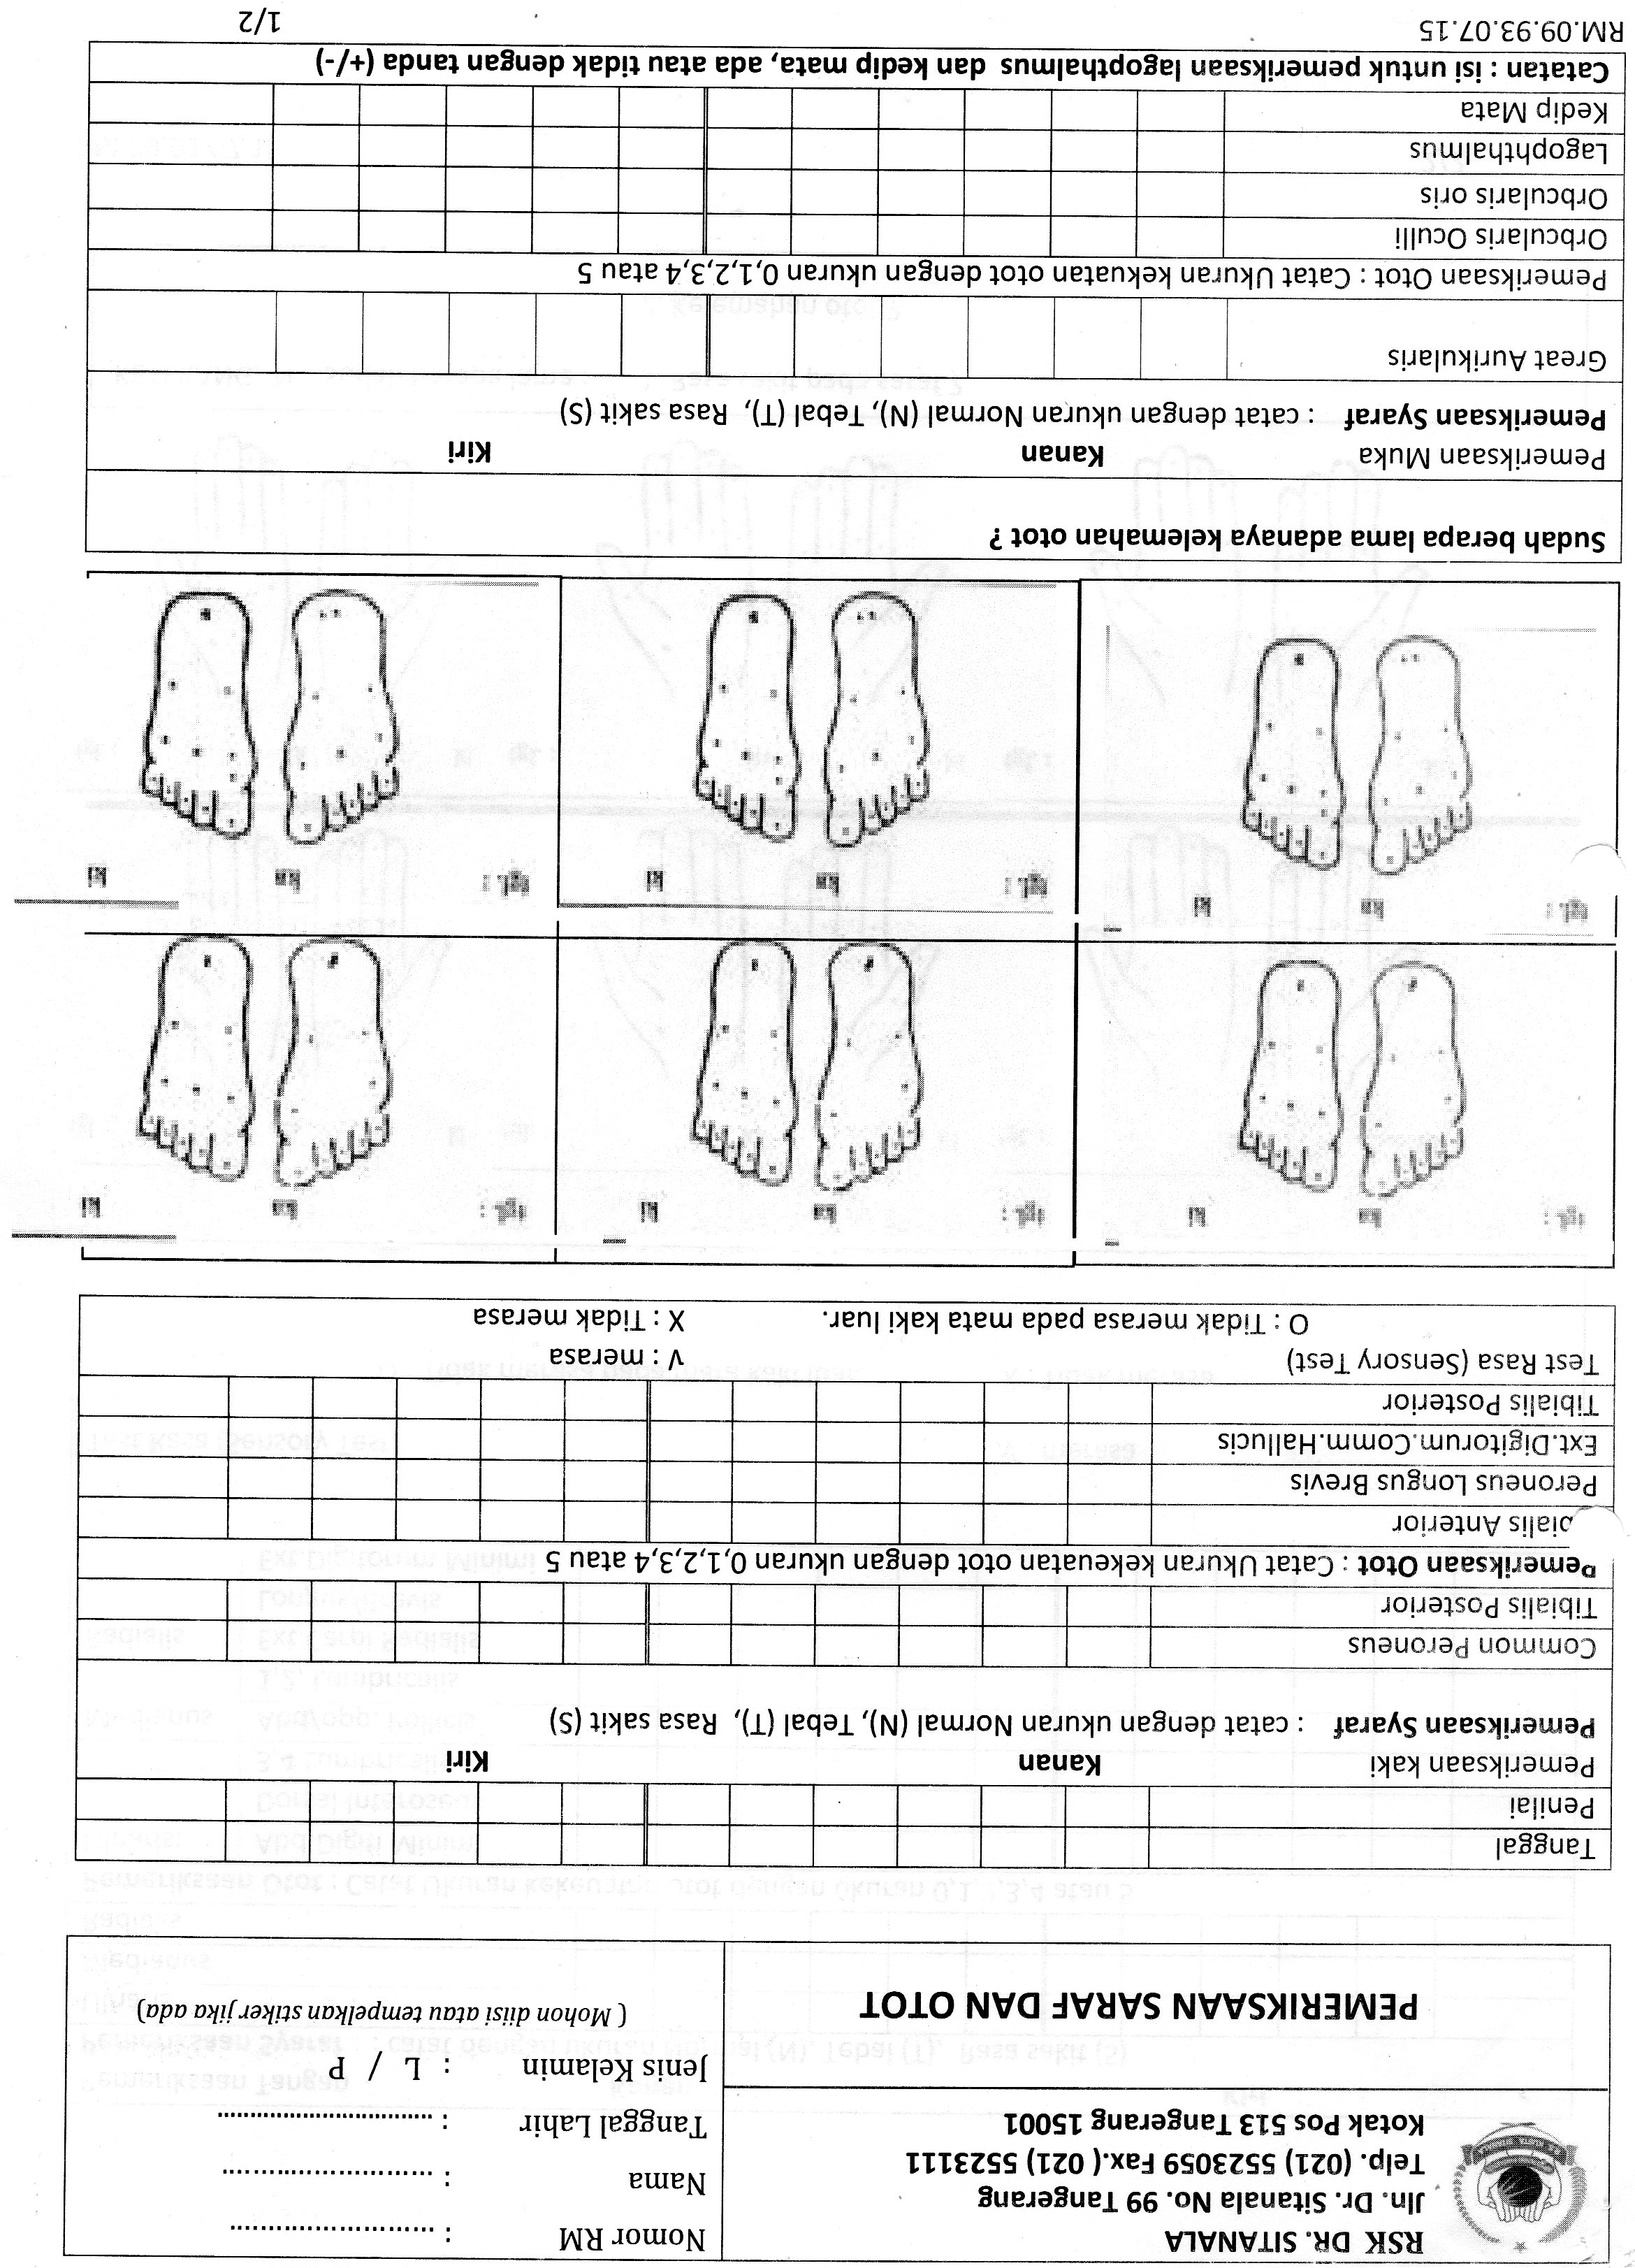 RSK DR. SITANALA
Jln. Dr. Sitanala No. 99 Tangerang
Telp. (021) 5523059 Fax.( 021) 5523111
Kotak Pos 513 Tangerang 15001
PEMERIKSAAN SARAF DAN OTOT
Nomor RM : ..............................
Nama : ..............................
Tanggal Lahir : ..............................
Jenis Kelamin : L / P
( Mohon diisi atau tempelkan stiker jika ada)
Tanggal
Penilai
Pemeriksaan kaki Kanan Kiri
Pemeriksaan Syaraf : catat dengan ukuran Normal (N), Tebal (T), Rasa sakit (S)
Common Peroneus
Tibialis Posterior
Pemeriksaan Otot : Catat Ukuran kekeuatan otot dengan ukuran 0,1,2,3,4 atau 5
bialis Anterior
Peroneus Longus Brevis
Ext.Digitorum.Comm.Hallucis
Tibialis Posterior
Test Rasa (Sensory Test) √ : merasa
O : Tidak merasa pada mata kaki luar. X : Tidak merasa
tgl. : ka ki tgl. : ka ki tgl. : ka ki
tgl. : ka ki tgl. : ka ki tgl. : ka ki
Sudah berapa lama adanaya kelemahan otot ?
Pemeriksaan Muka Kanan Kiri
Pemeriksaan Syaraf : catat dengan ukuran Normal (N), Tebal (T), Rasa sakit (S)
Great Aurikularis
Pemeriksaan Otot : Catat Ukuran kekuatan otot dengan ukuran 0,1,2,3,4 atau 5
Orbcularis Oculli
Orbcularis oris
Lagophthalmus
Kedip Mata
Catatan : isi untuk pemeriksaan lagopthalmus dan kedip mata, ada atau tidak dengan tanda (+/-)
RM.09.93.07.15 1/2